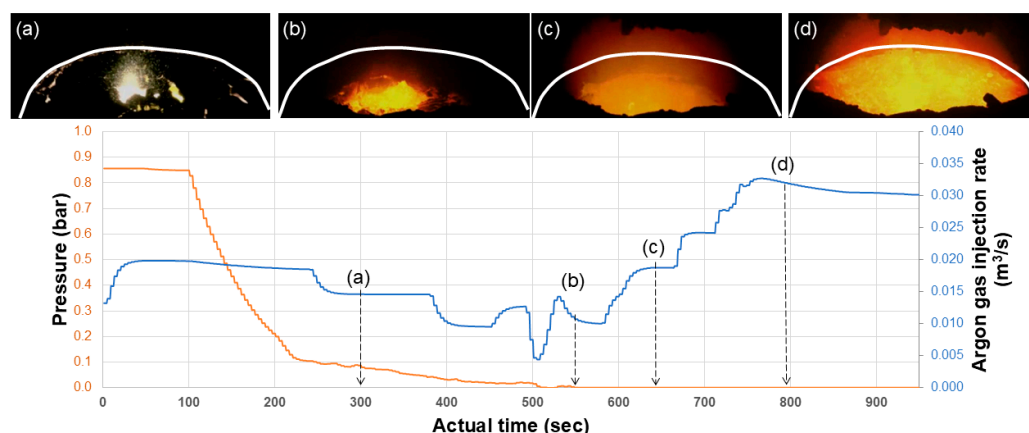 (a)
(b)
(c)
(d)
1.0
0.9
0.8
0.7
0.6
0.5
0.4
0.3
0.2
0.1
0.0
Pressure (bar)
0.040
0.035
0.030
0.025
0.020
0.015
0.010
0.005
0.000
Argon gas injection rate
(m³/s)
(a)
(b)
(c)
(d)
0
100
200
300
400
500
600
700
800
900
Actual time (sec)